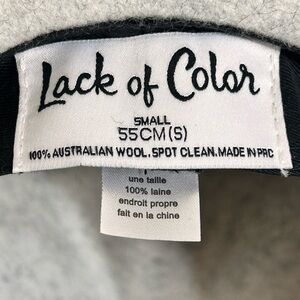 Lack of Color
SMALL
55CM(S)
100% AUSTRALIAN WOOL.SPOT CLEAN.MADE IN PRC
une taille
100% laine
endroit propre
fait en la chine